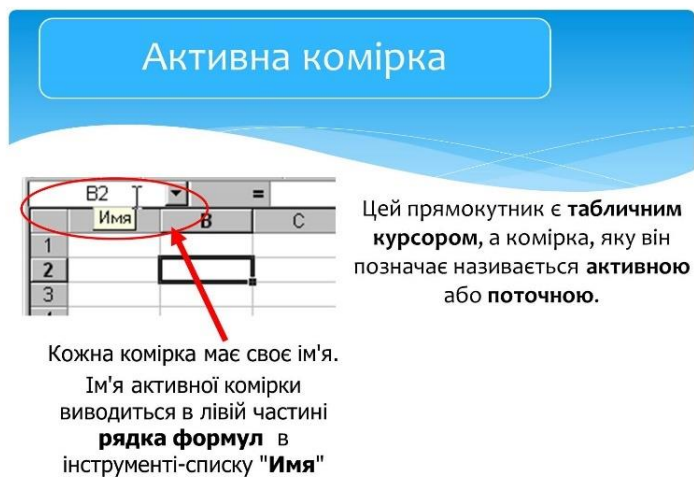 Активна комірка
B2 =
Имя
B C
1
2
3
Цей прямокутник є табличним
курсором, а комірка, яку він
позначає називається активною
або поточною.
Кожна комірка має своє ім'я.
Ім'я активної комірки
виводиться в лівій частині
рядка формул в
інструменті-списку "Имя"